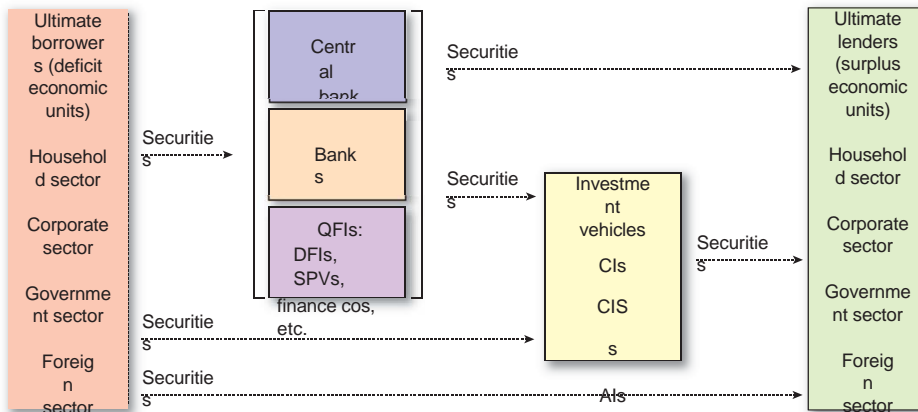 Ultimate
borrower
s (deficit
economic
units)
Househol
d sector
Corporate
sector
Governme
nt sector
Foreig
n
sector
Securitie
s
Securitie
s
Securitie
s
Centr
al
bank
Bank
s
QFIs:
DFIs,
SPVs,
finance cos,
etc.
Securitie
s
Securitie
s
Investme
nt
vehicles
CIs
CIS
s
AIs
Securitie
s
Ultimate
lenders
(surplus
economic
units)
Househol
d sector
Corporate
sector
Governme
nt sector
Foreig
n
sector